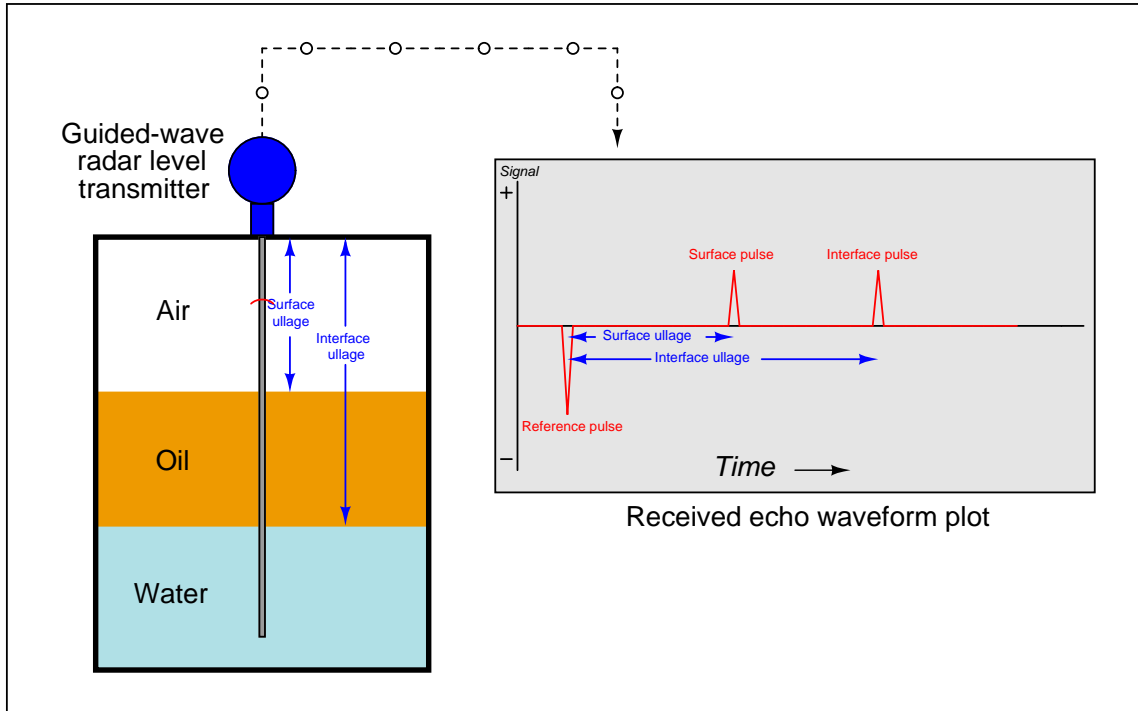 Guided-wave
radar level
transmitter
Air
Surface
ullage
Interface
ullage
Oil
Water
Signal
+
Surface pulse
Interface pulse
Surface ullage
Interface ullage
Reference pulse
−
Time
Received echo waveform plot